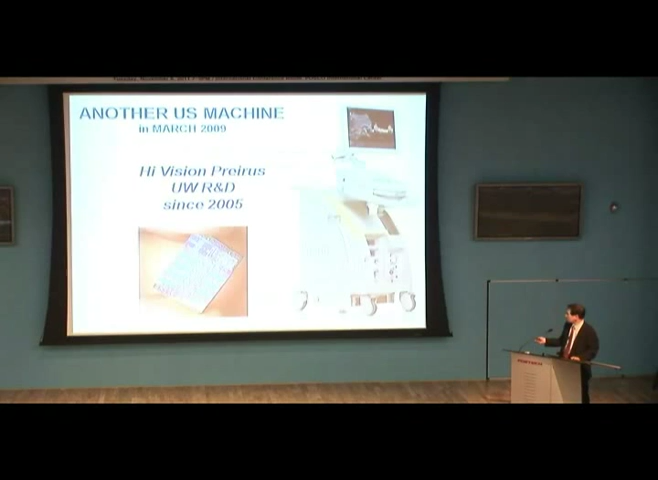 ANOTHER US MACHINE
in MARCH 2009
Hi Vision Preirus
UW R&D
since 2005